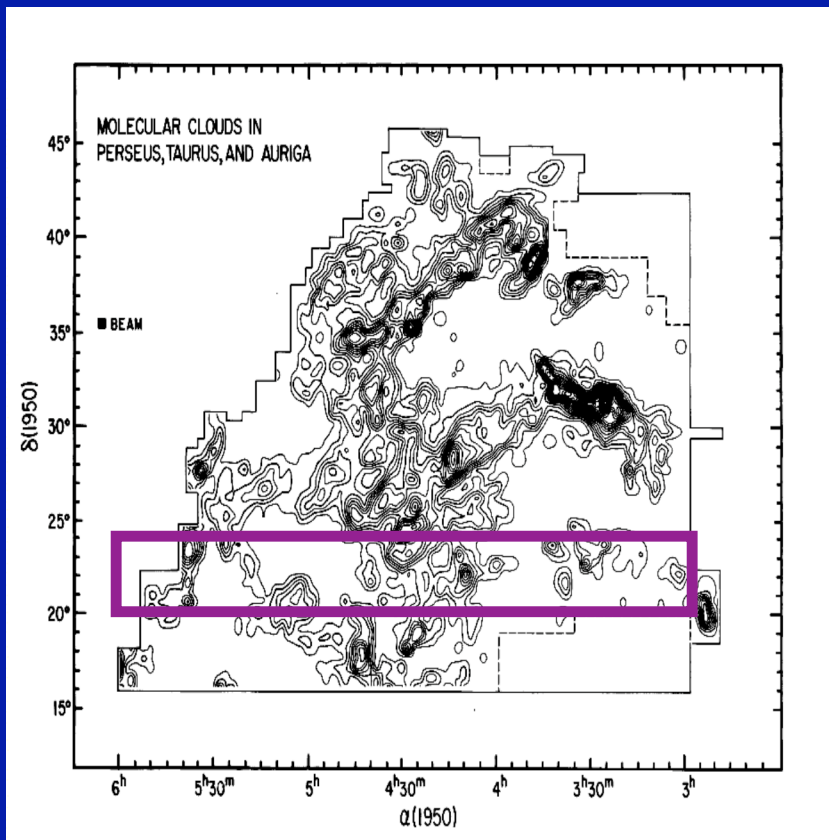 MOLECULAR CLOUDS IN
PERSEUS, TAURUS, AND AURIGA
45°
40°
BEAM
35°
δ(1950)
30°
25°
20°
15°
6ʰ 5ʰ30ᵐ 5ʰ 4ʰ30ᵐ 4ʰ 3ʰ30ᵐ 3ʰ
α(1950)